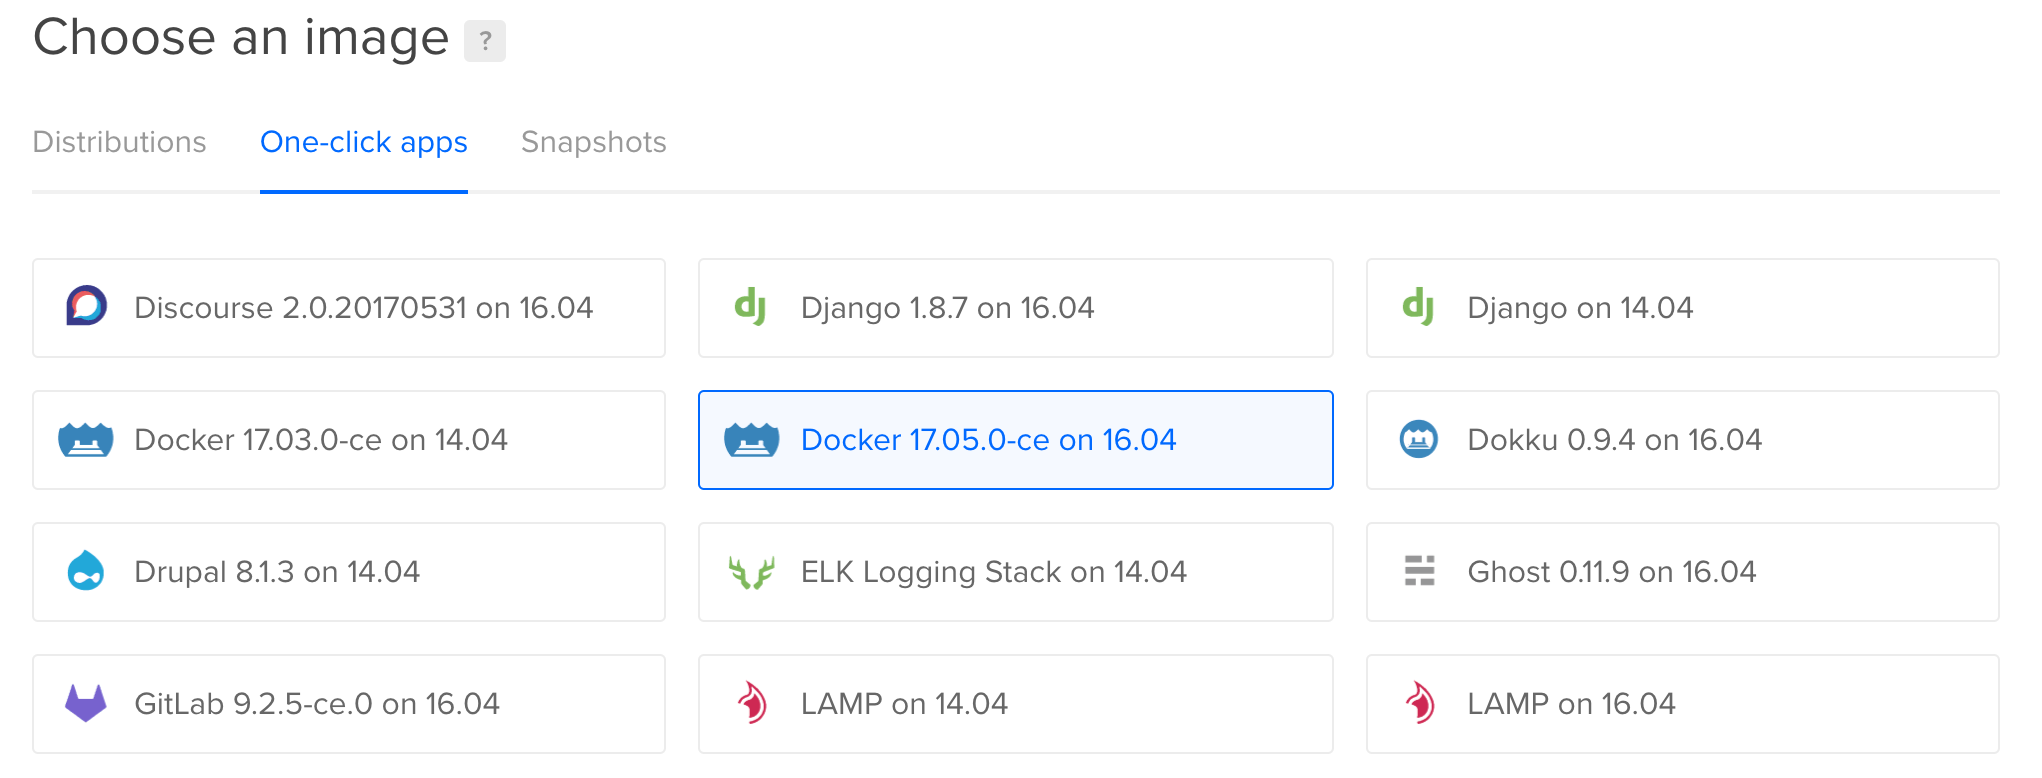 Choose an image ?
Distributions One-click apps Snapshots
Discourse 2.0.20170531 on 16.04
Django 1.8.7 on 16.04
Django on 14.04
Docker 17.03.0-ce on 14.04
Docker 17.05.0-ce on 16.04
Dokku 0.9.4 on 16.04
Drupal 8.1.3 on 14.04
ELK Logging Stack on 14.04
Ghost 0.11.9 on 16.04
GitLab 9.2.5-ce.0 on 16.04
LAMP on 14.04
LAMP on 16.04